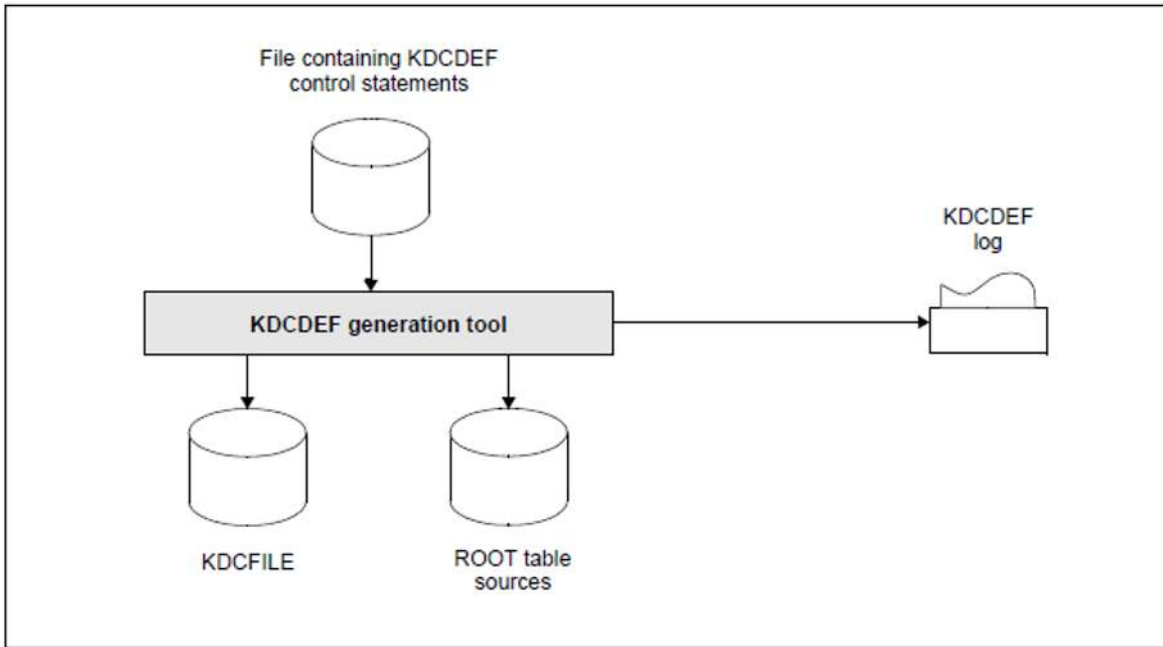 File containing KDCDEF
control statements
KDCDEF
log
KDCDEF generation tool
KDCFILE
ROOT table
sources